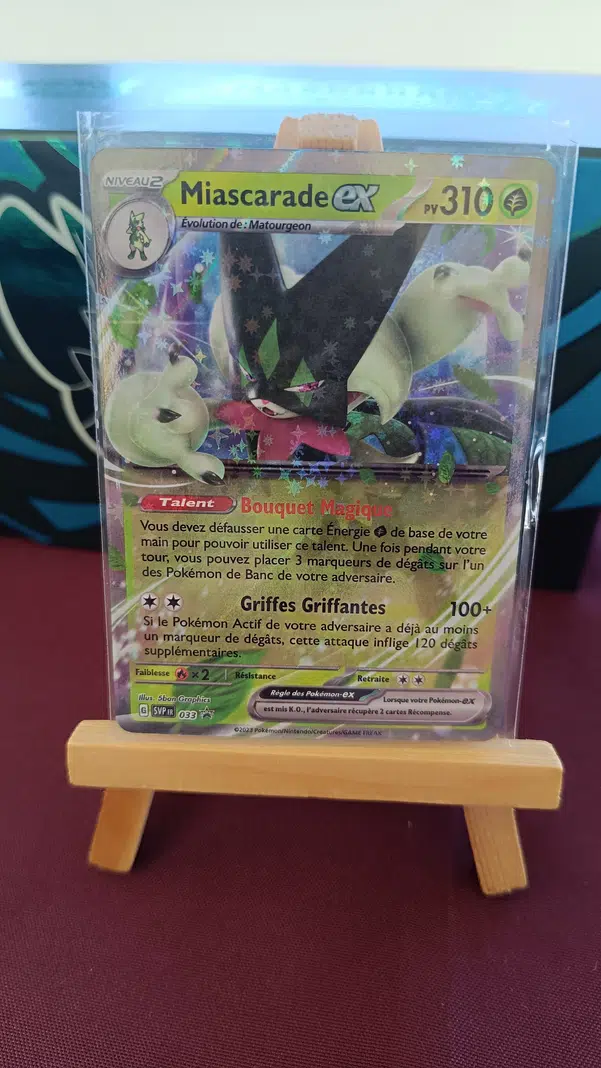 NIVEAU 2 Miascarade ex PV 310
Évolution de : Matourgeon
Talent Bouquet Magique
Vous devez défausser une carte Énergie de base de votre
main pour pouvoir utiliser ce talent. Une fois pendant votre
tour, vous pouvez placer 3 marqueurs de dégâts sur l'un
des Pokémon de Banc de votre adversaire.
Griffes Griffantes 100+
Si le Pokémon Actif de votre adversaire a déjà au moins
un marqueur de dégâts, cette attaque inflige 120 dégâts
supplémentaires.
Faiblesse ×2 Résistance Retraite
Illus. 5ban Graphics
Règle des Pokémon-ex Lorsque votre Pokémon-ex
est mis K.O., l'adversaire récupère 2 cartes Récompense.
G SVP FR 033
©2023 Pokémon/Nintendo/Creatures/GAME FREAK